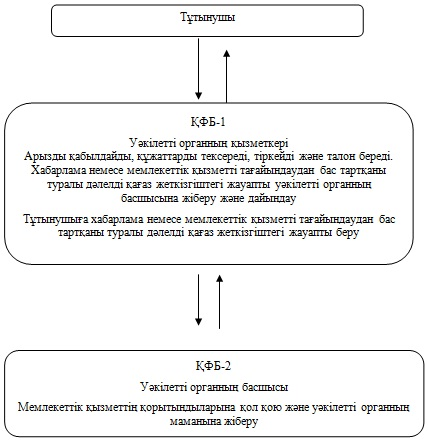 Тұтынушы
ҚФБ-1
Уәкілетті органның қызметкері
Арызды қабылдайды, құжаттарды тексереді, тіркейді және талон береді.
Хабарлама немесе мемлекеттік қызметті тағайындаудан бас тартқаны
туралы дәлелді қағаз жеткізгіштегі жауапты уәкілетті органның
басшысына жіберу және дайындау
Тұтынушыға хабарлама немесе мемлекеттік қызметті тағайындаудан бас
тартқаны туралы дәлелді қағаз жеткізгіштегі жауапты беру
ҚФБ-2
Уәкілетті органның басшысы
Мемлекеттік қызметтің қорытындыларына қол қою және уәкілетті органның
маманына жіберу